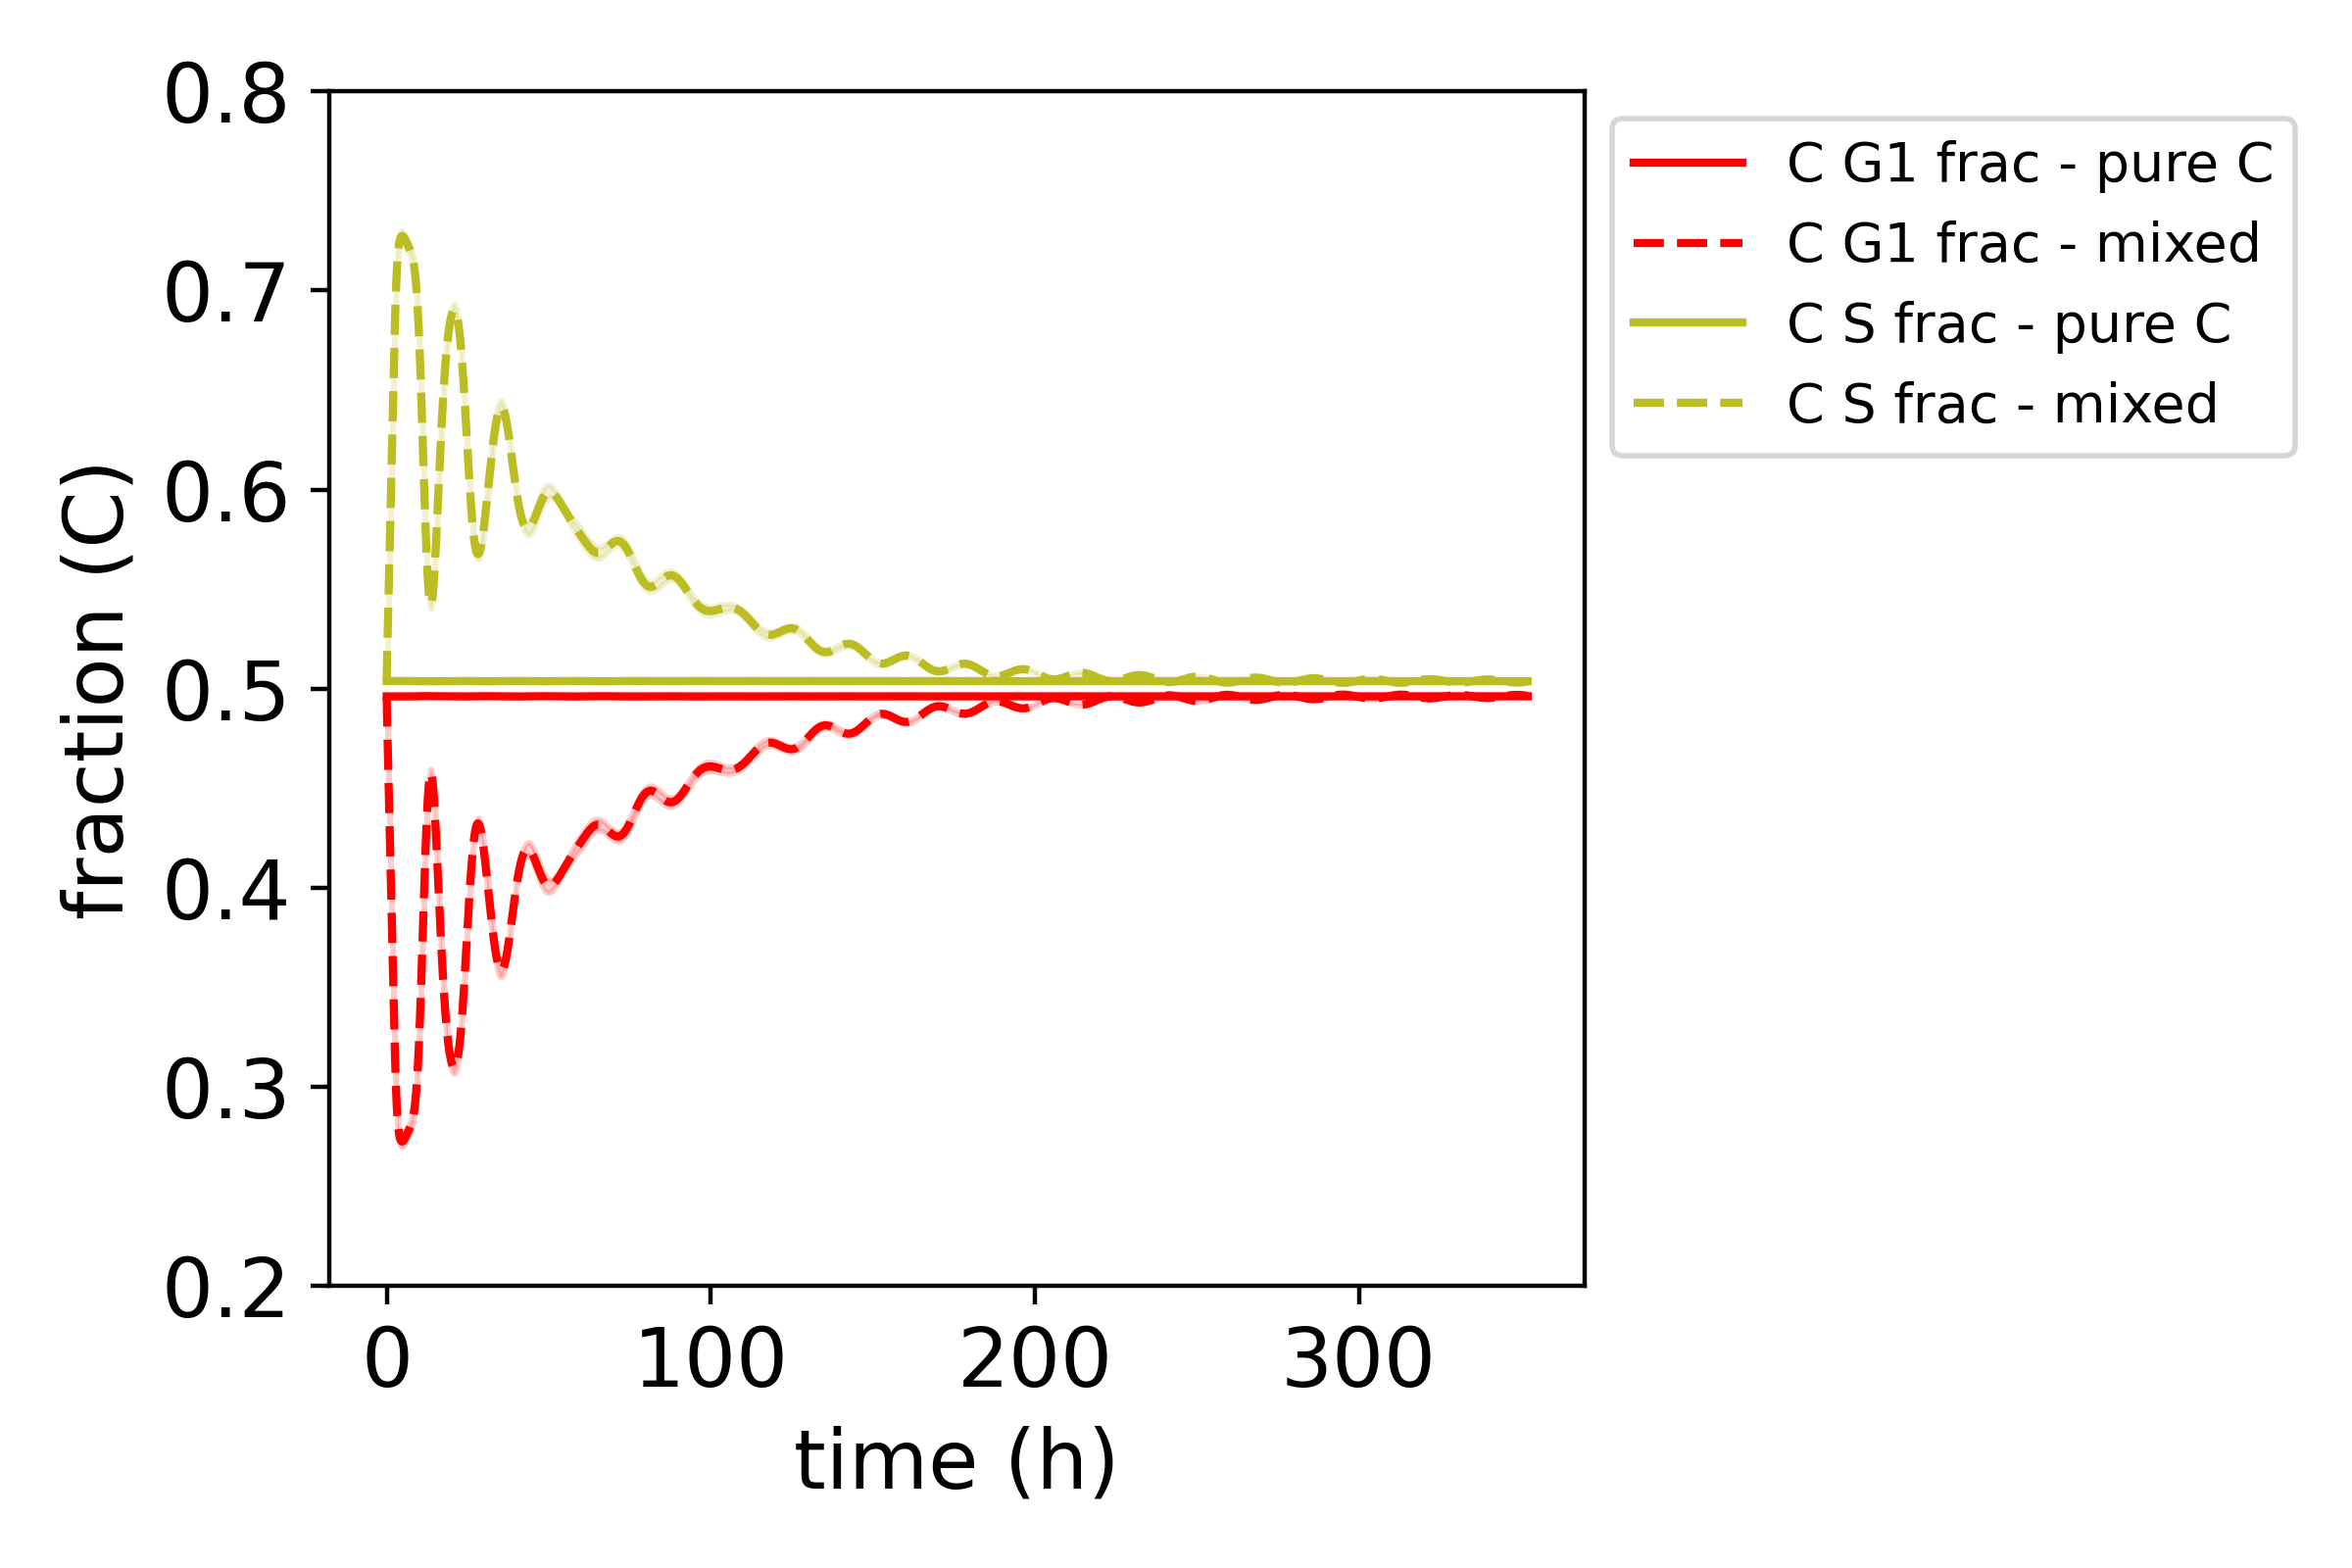 0.8
0.7
0.6
0.5
0.4
0.3
0.2
fraction (C)
0 100 200 300
time (h)
C G1 frac - pure C
C G1 frac - mixed
C S frac - pure C
C S frac - mixed